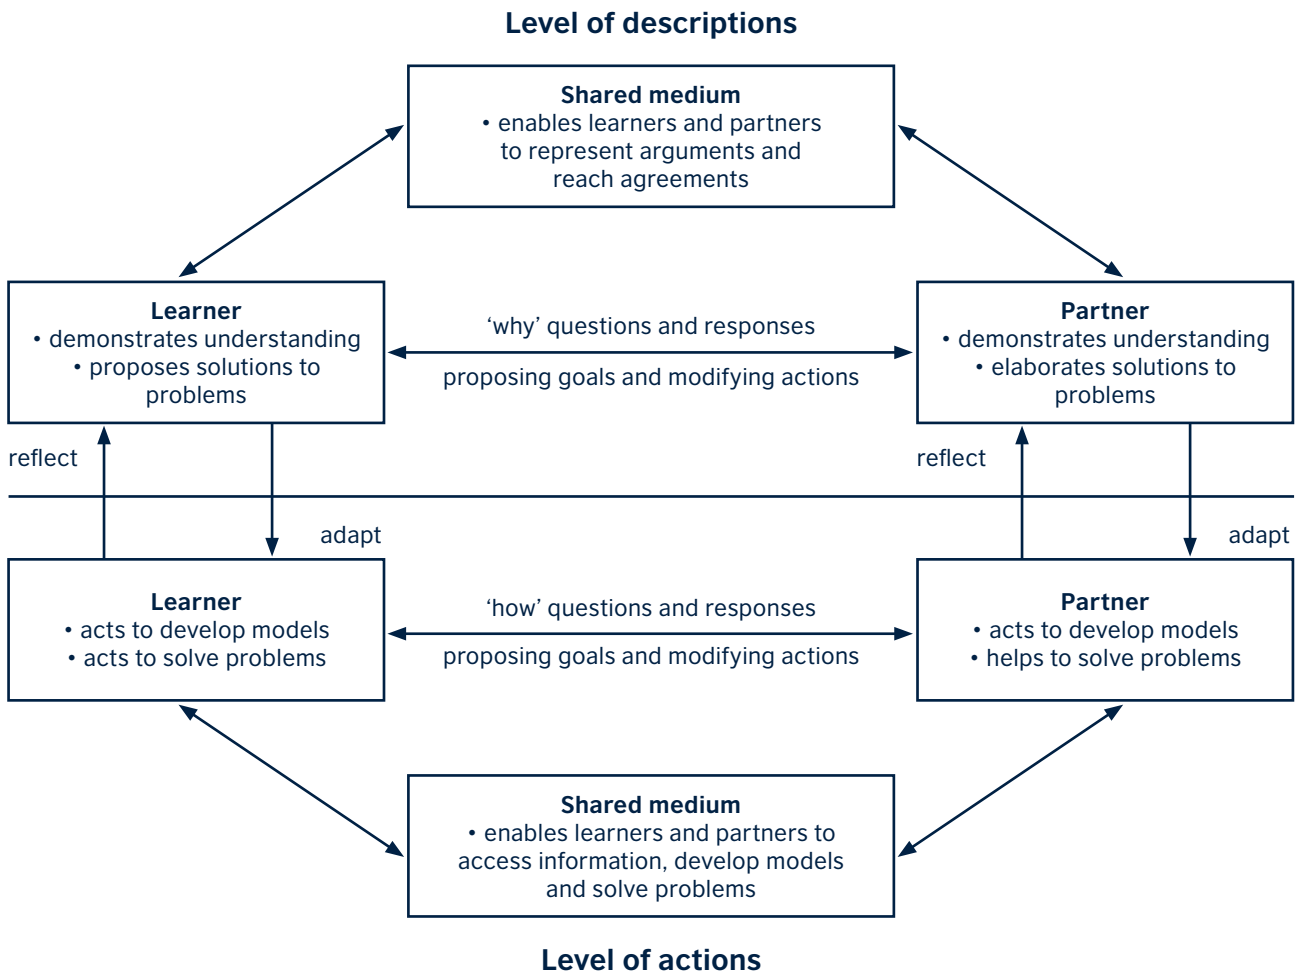 Level of descriptions
Shared medium
• enables learners and partners
to represent arguments and
reach agreements
Learner
• demonstrates understanding
• proposes solutions to
problems
‘why’ questions and responses
proposing goals and modifying actions
Partner
• demonstrates understanding
• elaborates solutions to
problems
reflect
reflect
adapt
adapt
Learner
• acts to develop models
• acts to solve problems
‘how’ questions and responses
proposing goals and modifying actions
Partner
• acts to develop models
• helps to solve problems
Shared medium
• enables learners and partners to
access information, develop models
and solve problems
Level of actions